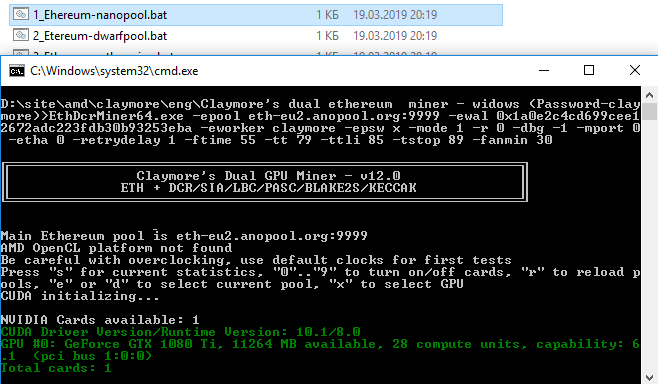 1_Ehereum-nanopool.bat 1 КБ 19.03.2019 20:19
2_Etereum-dwarfpool.bat 1 КБ 19.03.2019 20:19
C:\Windows\system32\cmd.exe
D:\site\amd\claymore\eng\Claymore's dual ethereum miner - widows (Password-clay
more)>EthDcrMiner64.exe -epool eth-eu2.anopool.org:9999 -ewal 0x1a0e2c4cd699cee1
2672adc223fdb30b93253eba -eworker claymore -epsw x -mode 1 -r 0 -dbg -1 -mport 0
-etha 0 -retrydelay 1 -ftime 55 -tt 79 -ttli 85 -tstop 89 -fanmin 30
Claymore's Dual GPU Miner - v12.0
ETH + DCR/SIA/LBC/PASC/BLAKE2S/KECCAK
Main Ethereum pool is eth-eu2.anopool.org:9999
AMD OpenCL platform not found
Be careful with overclocking, use default clocks for first tests
Press "s" for current statistics, "0".."9" to turn on/off cards, "r" to reload p
ools, "e" or "d" to select current pool, "x" to select GPU
CUDA initializing...
NVIDIA Cards available: 1
CUDA Driver Version/Runtime Version: 10.1/8.0
GPU #0: GeForce GTX 1080 Ti, 11264 MB available, 28 compute units, capability: 6
.1 (pci bus 1:0:0)
Total cards: 1